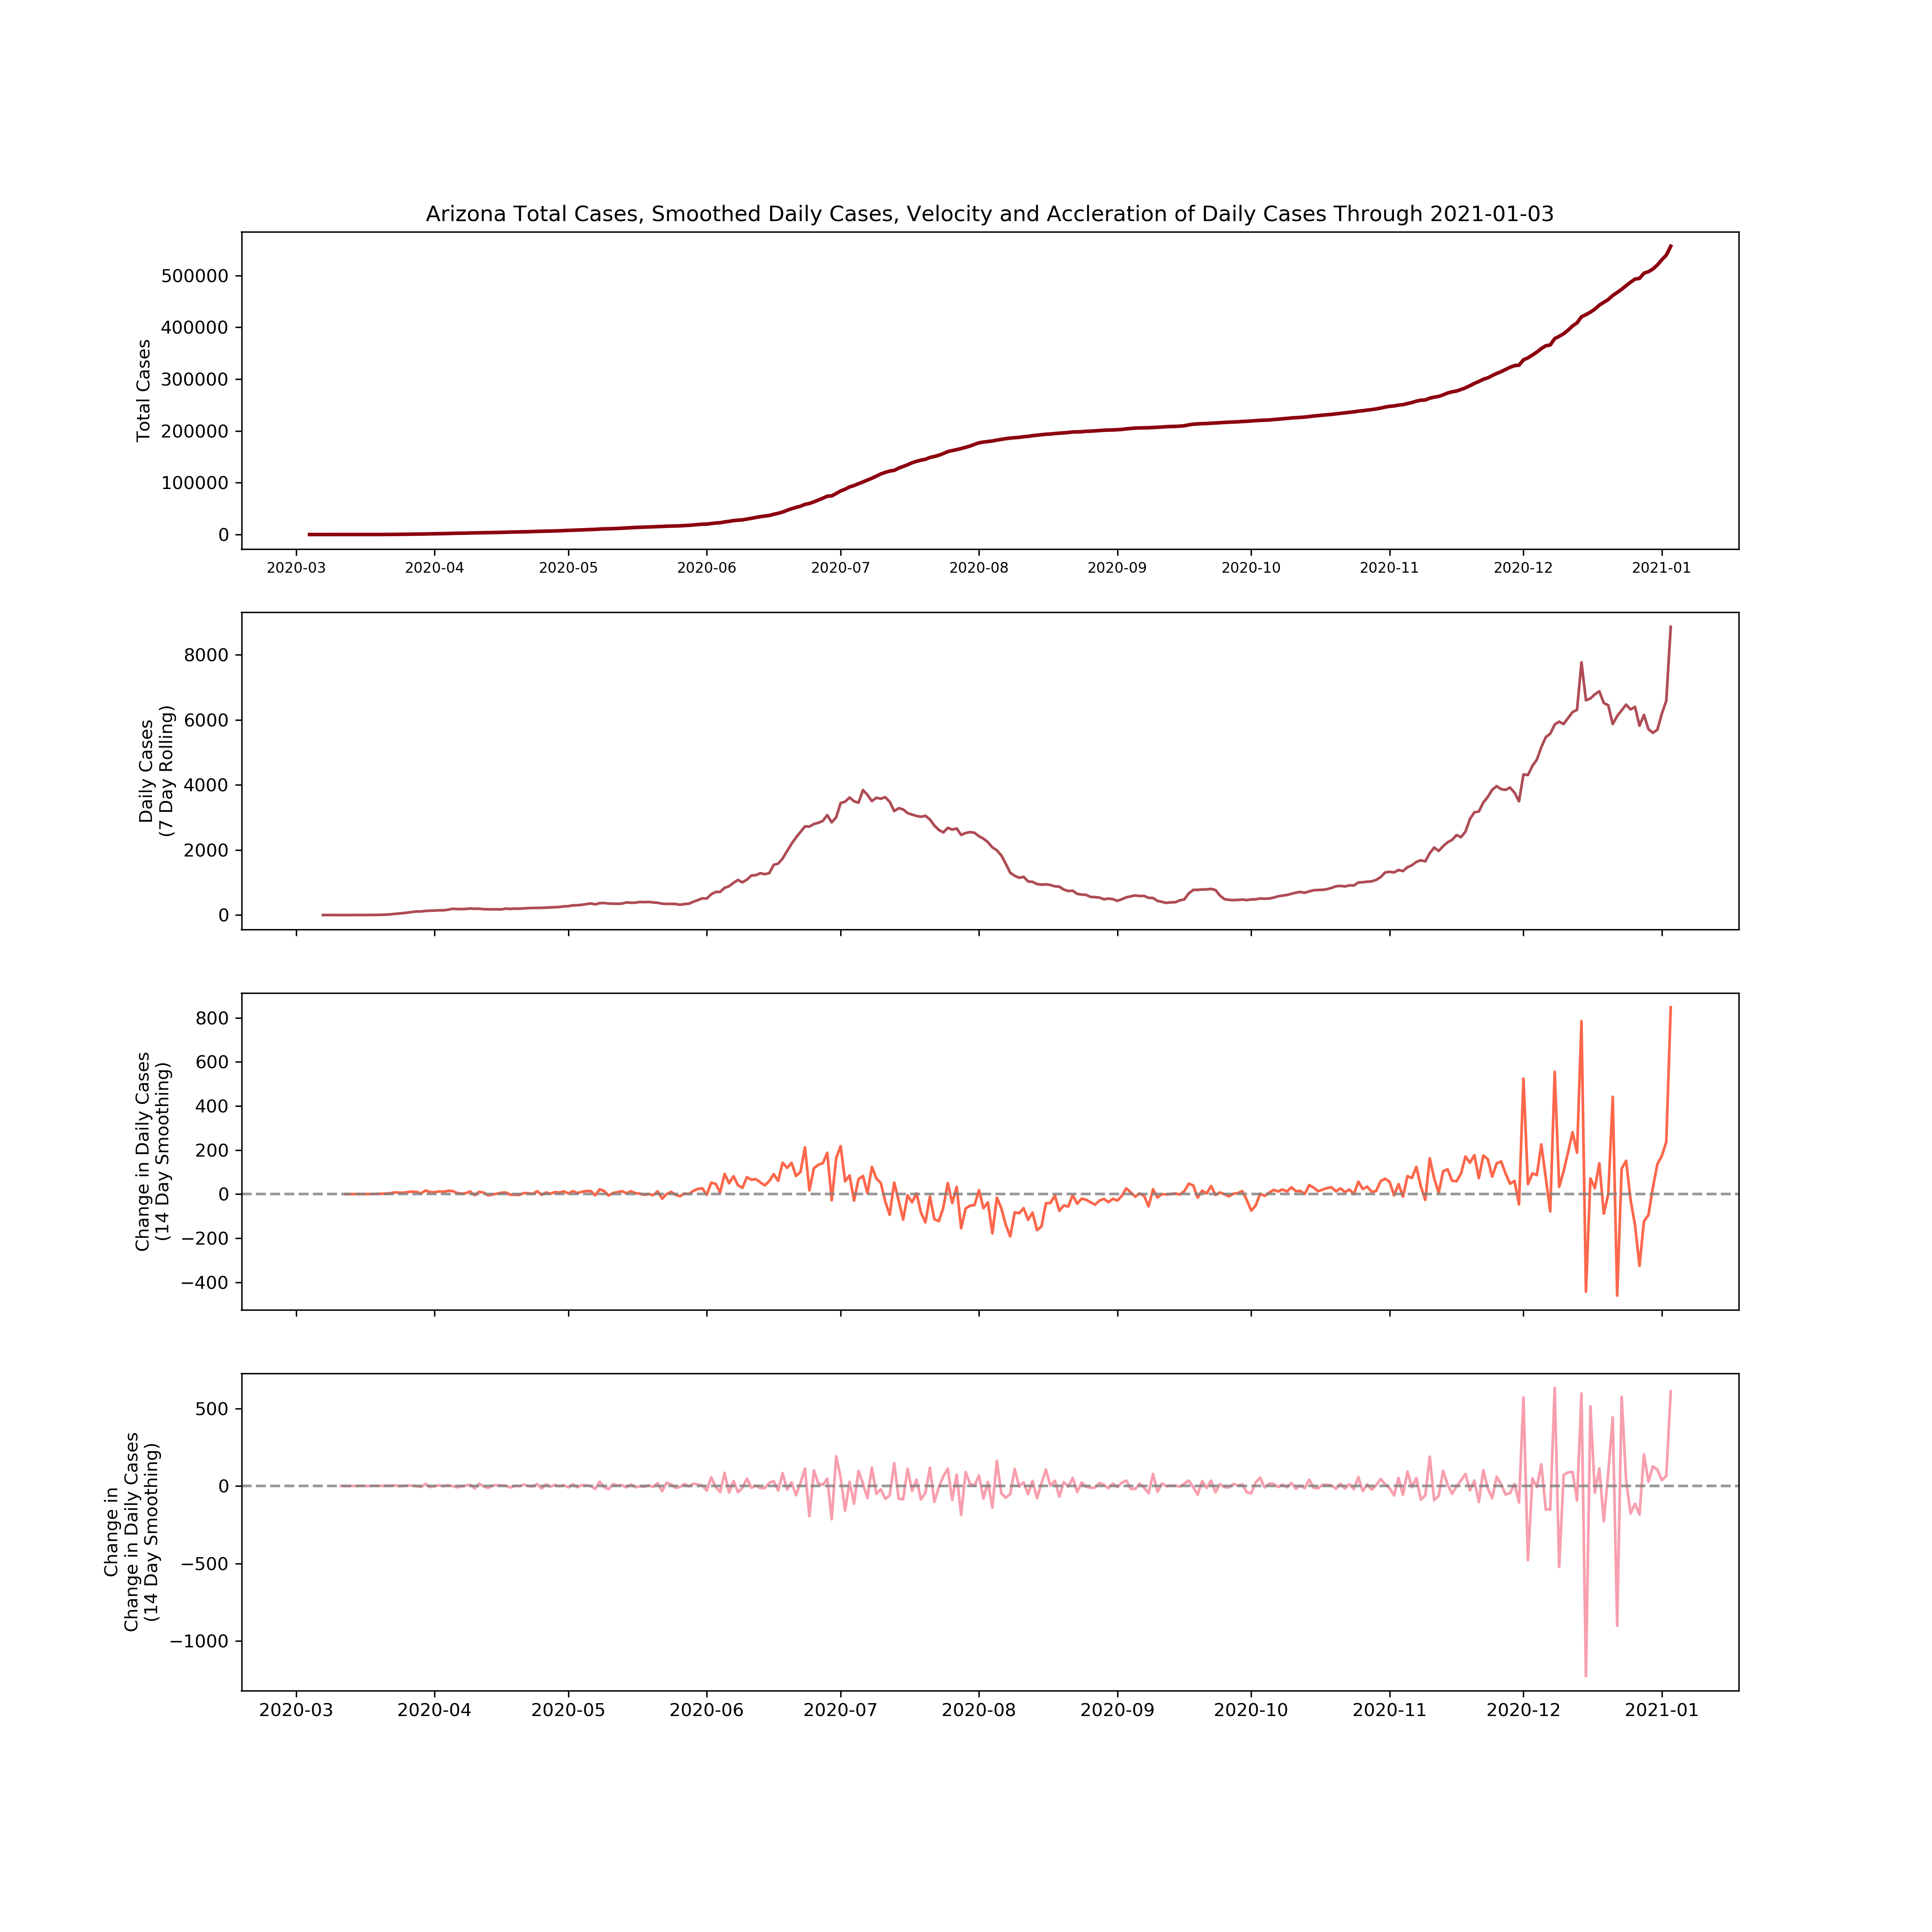 Arizona Total Cases, Smoothed Daily Cases, Velocity and Accleration of Daily Cases Through 2021-01-03
Total Cases
500000
400000
300000
200000
100000
0
2020-03 2020-04 2020-05 2020-06 2020-07 2020-08 2020-09 2020-10 2020-11 2020-12 2021-01
Daily Cases
(7 Day Rolling)
8000
6000
4000
2000
0
Change in Daily Cases
(14 Day Smoothing)
800
600
400
200
0
−200
−400
Change in
Change in Daily Cases
(14 Day Smoothing)
500
0
−500
−1000
2020-03 2020-04 2020-05 2020-06 2020-07 2020-08 2020-09 2020-10 2020-11 2020-12 2021-01